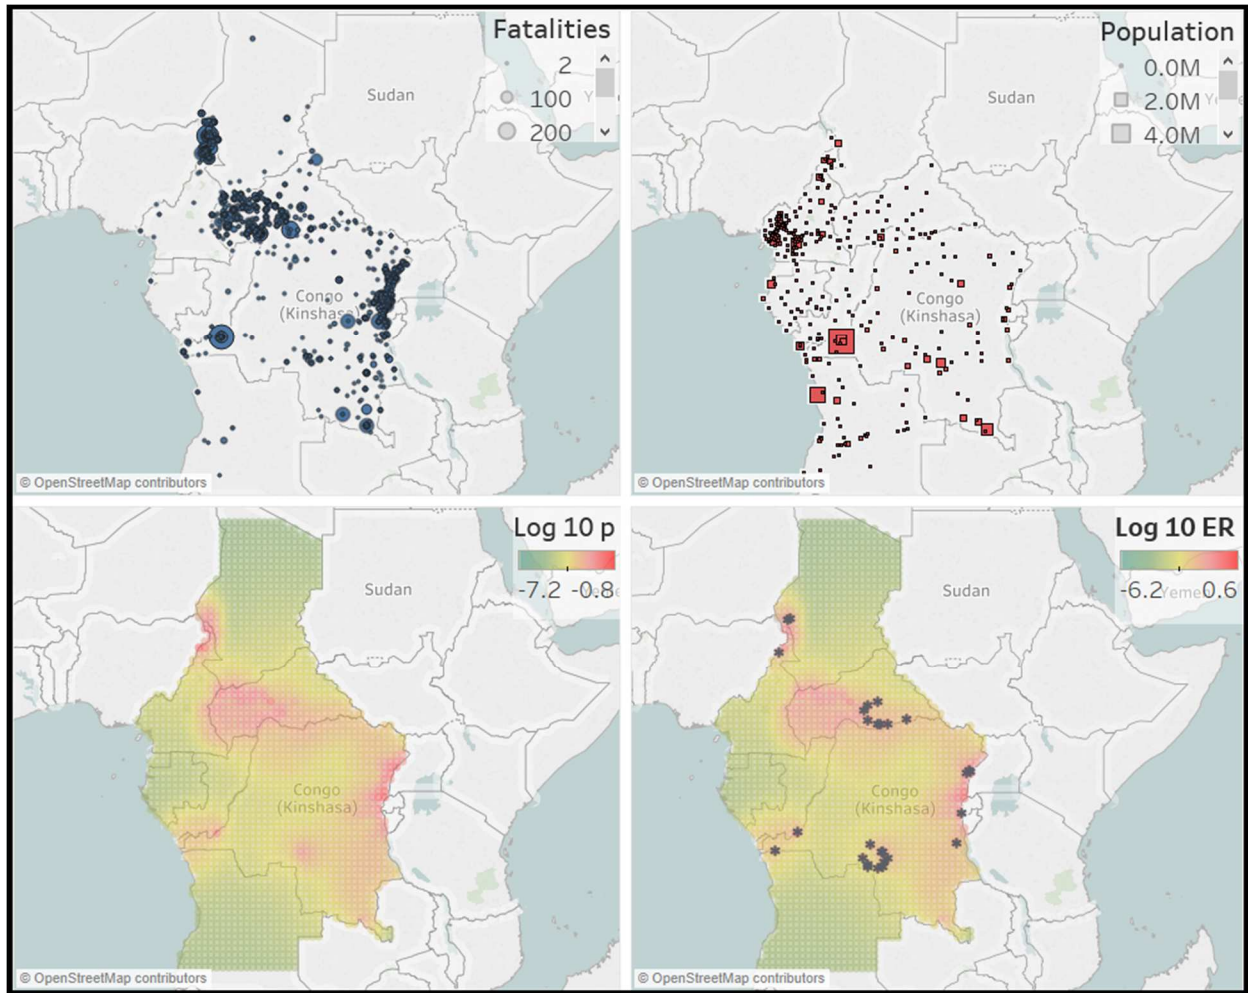 Fatalities
2
100
200
Sudan
Congo
(Kinshasa)
© OpenStreetMap contributors
Population
0.0M
2.0M
4.0M
Sudan
Congo
(Kinshasa)
© OpenStreetMap contributors
Log 10 p
-7.2 -0.8
Sudan
Congo
(Kinshasa)
© OpenStreetMap contributors
Log 10 ER
-6.2 0.6
Yemen
Sudan
Congo
(Kinshasa)
© OpenStreetMap contributors